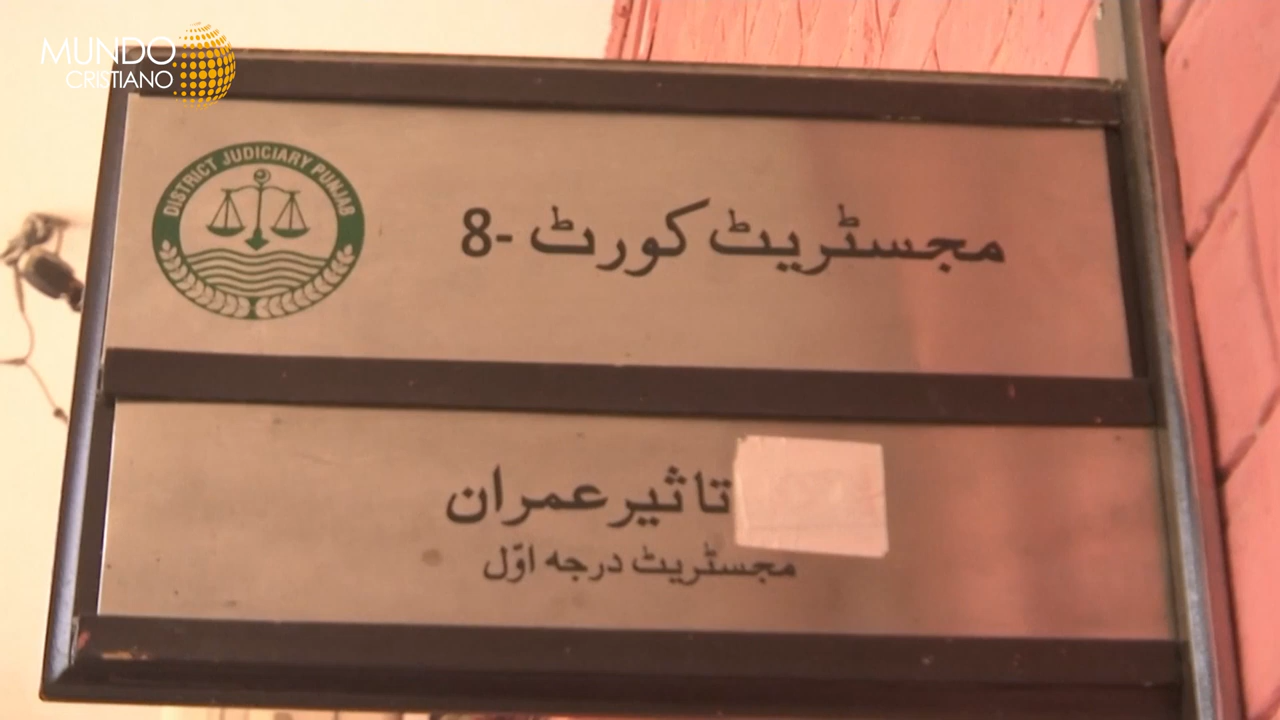 MUNDO
CRISTIANO
DISTRICT JUDICIARY PUNJAB
مجسٹریٹ کورٹ -8
تاثیر عمران
مجسٹریٹ درجہ اوّل